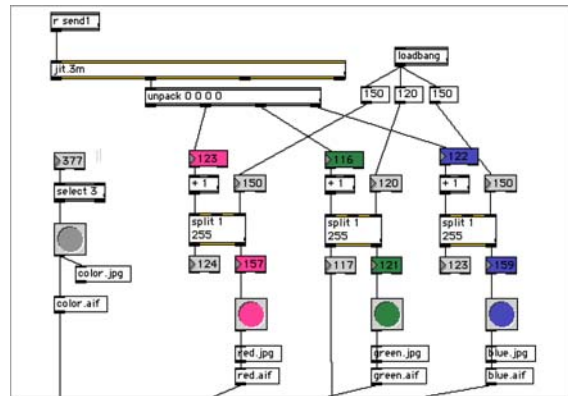 r send1
loadbang
jit.3m
unpack 0 0 0 0
150 120 150
377 123 116 122
select 3 + 1 150 + 1 120 + 1 150
split 1 split 1 split 1
255 255 255
124 157 117 121 123 159
color.jpg
color.aif
red.jpg green.jpg blue.jpg
red.aif green.aif blue.aif